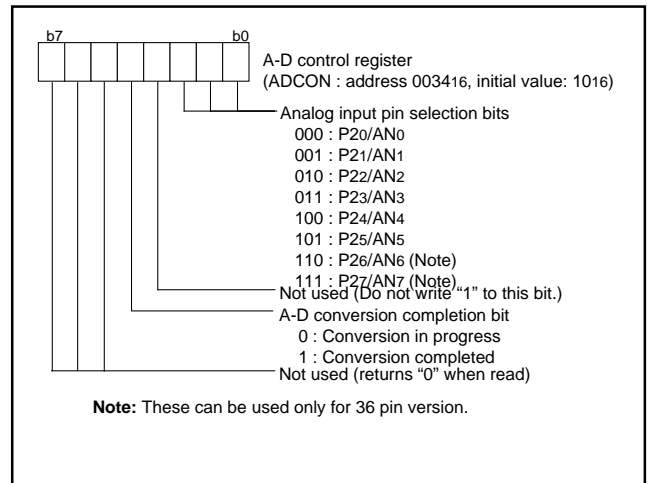 b7 b0
A-D control register
(ADCON : address 003416, initial value: 1016)
Analog input pin selection bits
000 : P20/AN0
001 : P21/AN1
010 : P22/AN2
011 : P23/AN3
100 : P24/AN4
101 : P25/AN5
110 : P26/AN6 (Note)
111 : P27/AN7 (Note)
Not used (Do not write “1” to this bit.)
A-D conversion completion bit
0 : Conversion in progress
1 : Conversion completed
Not used (returns “0” when read)
Note: These can be used only for 36 pin version.